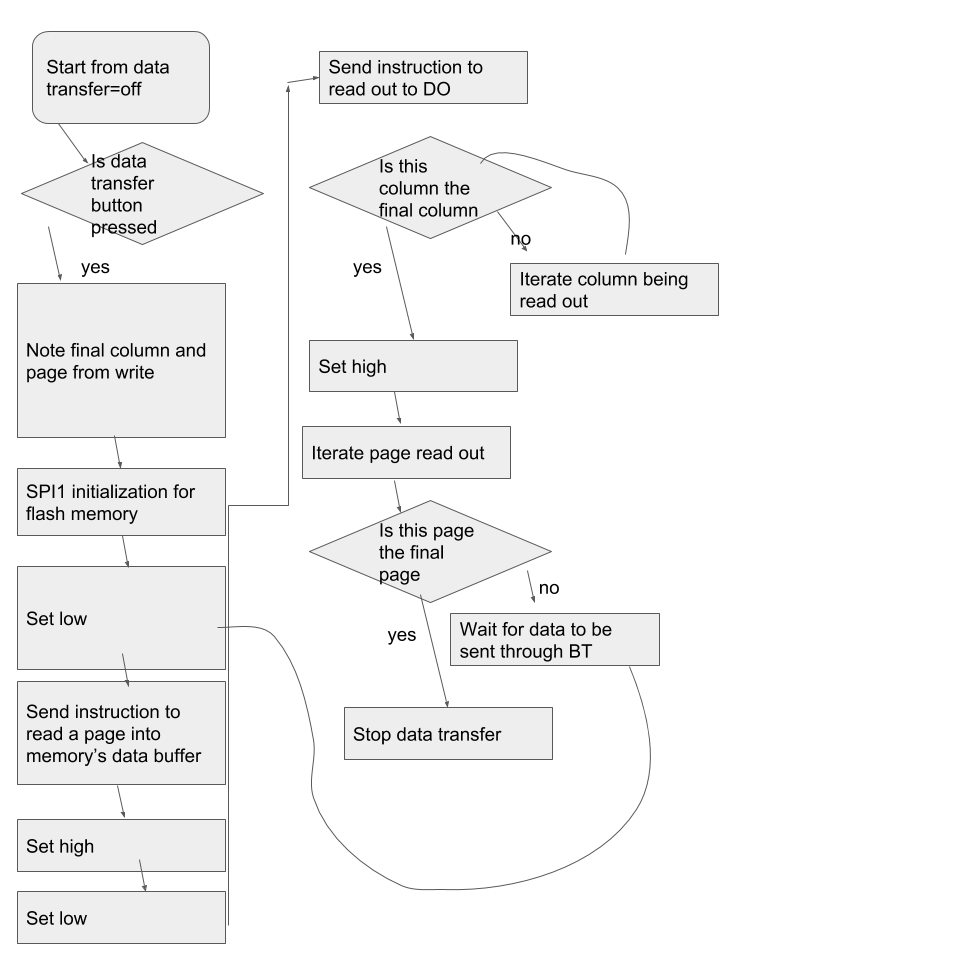 Start from data
transfer=off
Is data
transfer
button
pressed
yes
Note final column and
page from write
SPI1 initialization for
flash memory
Set low
Send instruction to
read a page into
memory’s data buffer
Set high
Set low
Send instruction to
read out to DO
Is this
column the
final column
no
yes
Iterate column being
read out
Set high
Iterate page read out
Is this page
the final
page
no
yes
Wait for data to be
sent through BT
Stop data transfer